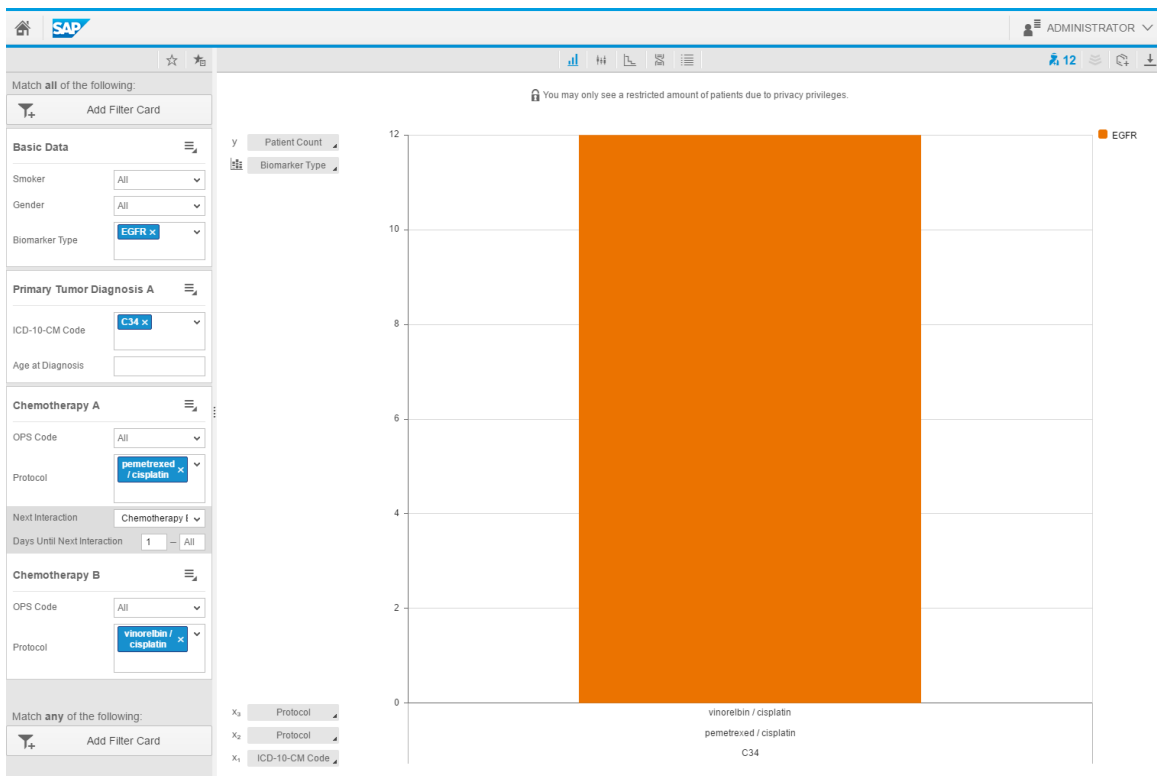 SAP
ADMINISTRATOR
12
Match all of the following:
Add Filter Card
You may only see a restricted amount of patients due to privacy privileges.
Basic Data
Smoker
All
Gender
All
Biomarker Type
EGFR ×
Primary Tumor Diagnosis A
ICD-10-CM Code
C34 ×
Age at Diagnosis
Chemotherapy A
OPS Code
All
Protocol
pemetrexed
/ cisplatin ×
Next Interaction
Chemotherapy
Days Until Next Interaction
1 – All
Chemotherapy B
OPS Code
All
Protocol
vinorelbin /
cisplatin ×
Match any of the following:
Add Filter Card
y Patient Count
Biomarker Type
12
10
8
6
4
2
0
EGFR
x₃ Protocol
vinorelbin / cisplatin
x₂ Protocol
pemetrexed / cisplatin
x₁ ICD-10-CM Code
C34